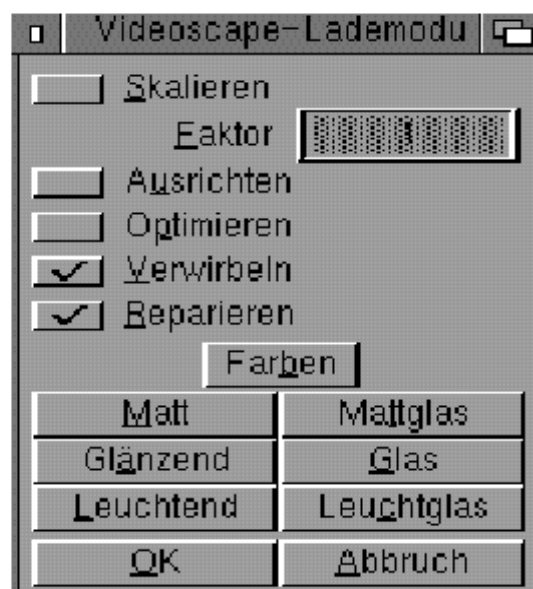 Videoscape-Lademodu
Skalieren
Faktor
Ausrichten
Optimieren
Verwirbeln
Reparieren
Farben
Matt Mattglas
Glänzend Glas
Leuchtend Leuchtglas
OK Abbruch